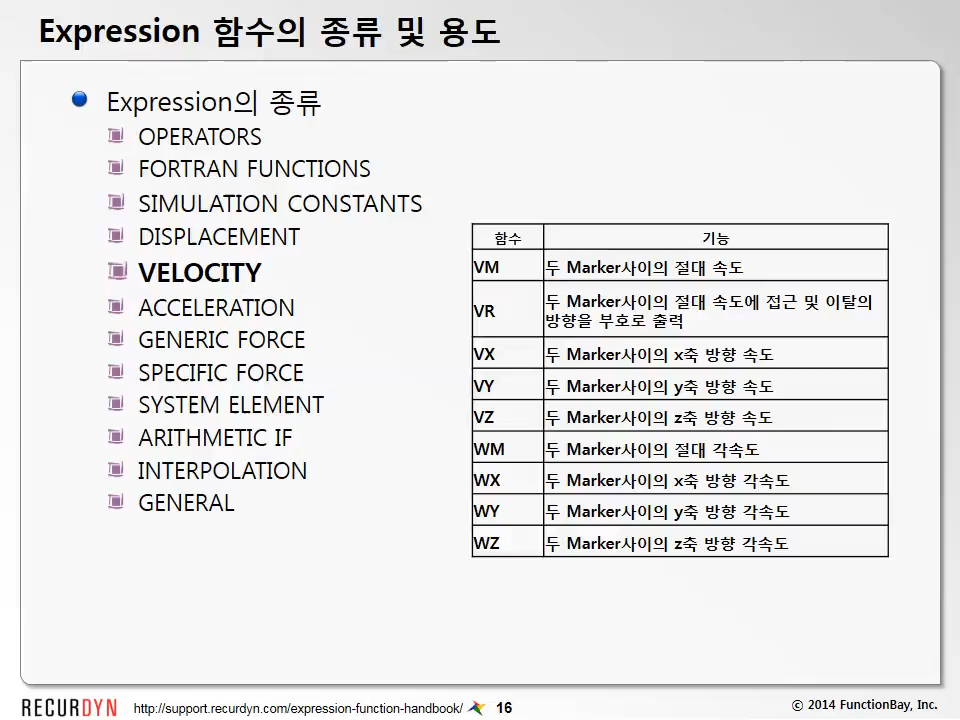 Expression 함수의 종류 및 용도
Expression의 종류
OPERATORS
FORTRAN FUNCTIONS
SIMULATION CONSTANTS
DISPLACEMENT
VELOCITY
ACCELERATION
GENERIC FORCE
SPECIFIC FORCE
SYSTEM ELEMENT
ARITHMETIC IF
INTERPOLATION
GENERAL
함수 기능
VM 두 Marker사이의 절대 속도
VR 두 Marker사이의 절대 속도에 접근 및 이탈의
방향을 부호로 출력
VX 두 Marker사이의 x축 방향 속도
VY 두 Marker사이의 y축 방향 속도
VZ 두 Marker사이의 z축 방향 속도
WM 두 Marker사이의 절대 각속도
WX 두 Marker사이의 x축 방향 각속도
WY 두 Marker사이의 y축 방향 각속도
WZ 두 Marker사이의 z축 방향 각속도
RECURDYN http://support.recurdyn.com/expression-function-handbook/ 16 © 2014 FunctionBay, Inc.